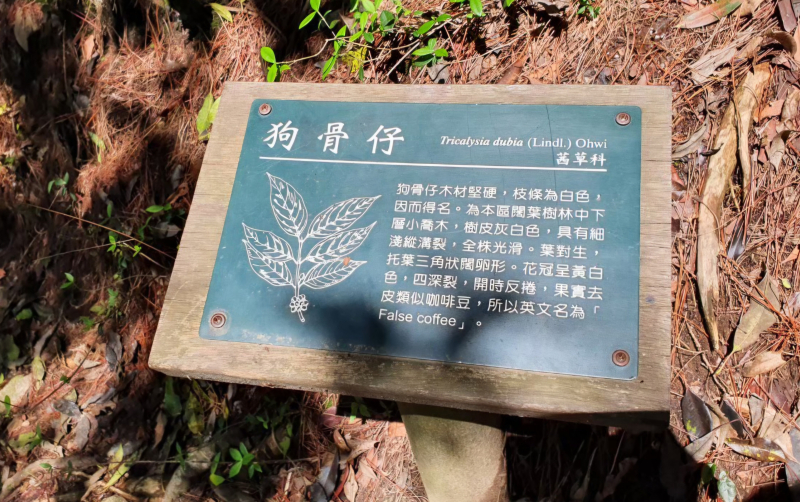 狗骨仔 Tricalysia dubia (Lindl.) Ohwi
茜草科
狗骨仔木材堅硬，枝條為白色，
因而得名。為本區闊葉樹林中下
層小喬木，樹皮灰白色，具有細
淺縱溝裂，全株光滑。葉對生，
托葉三角狀闊卵形。花冠呈黃白
色，四深裂，開時反捲，果實去
皮類似咖啡豆，所以英文名為「
False coffee」。